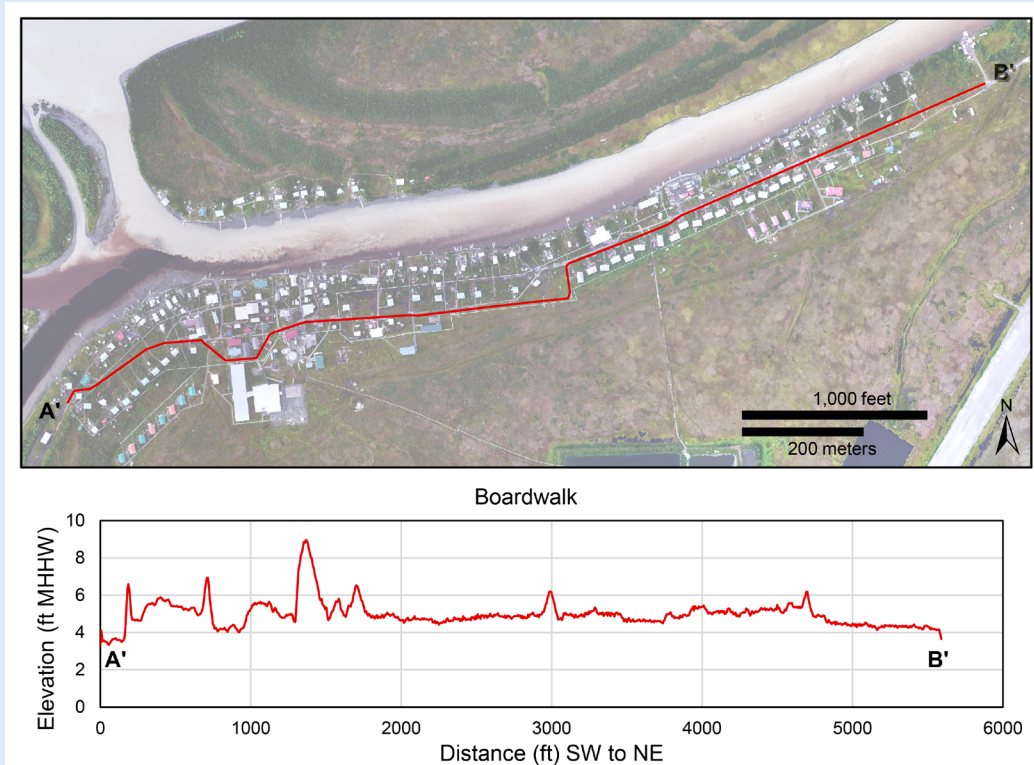 B'
A'
1,000 feet
200 meters
N
Boardwalk
Elevation (ft MHHW)
10
8
6
4
2
0
A'
B'
0 1000 2000 3000 4000 5000 6000
Distance (ft) SW to NE